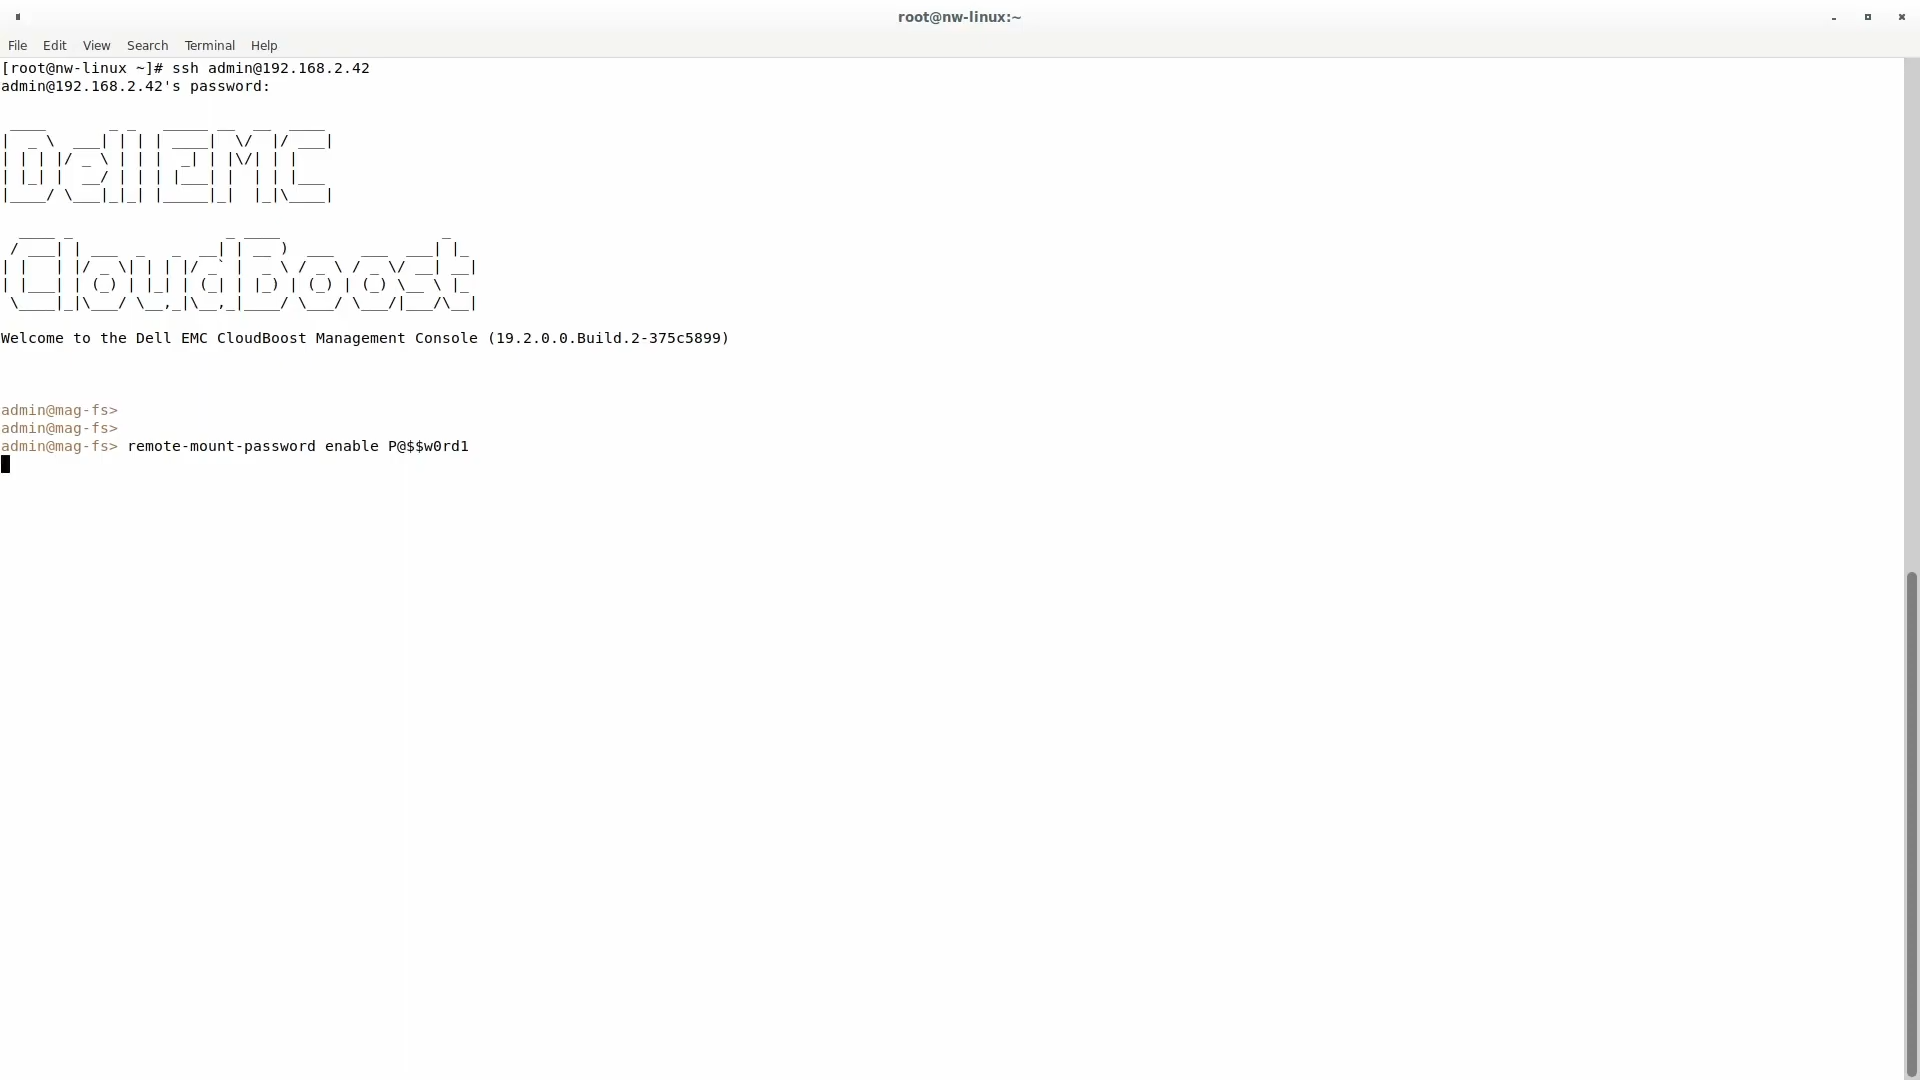 root@nw-linux:~
File Edit View Search Terminal Help
[root@nw-linux ~]# ssh admin@192.168.2.42
admin@192.168.2.42's password:
DellEMC
CloudBoost
Welcome to the Dell EMC CloudBoost Management Console (19.2.0.0.Build.2-375c5899)
admin@mag-fs>
admin@mag-fs>
admin@mag-fs> remote-mount-password enable P@$$w0rd1